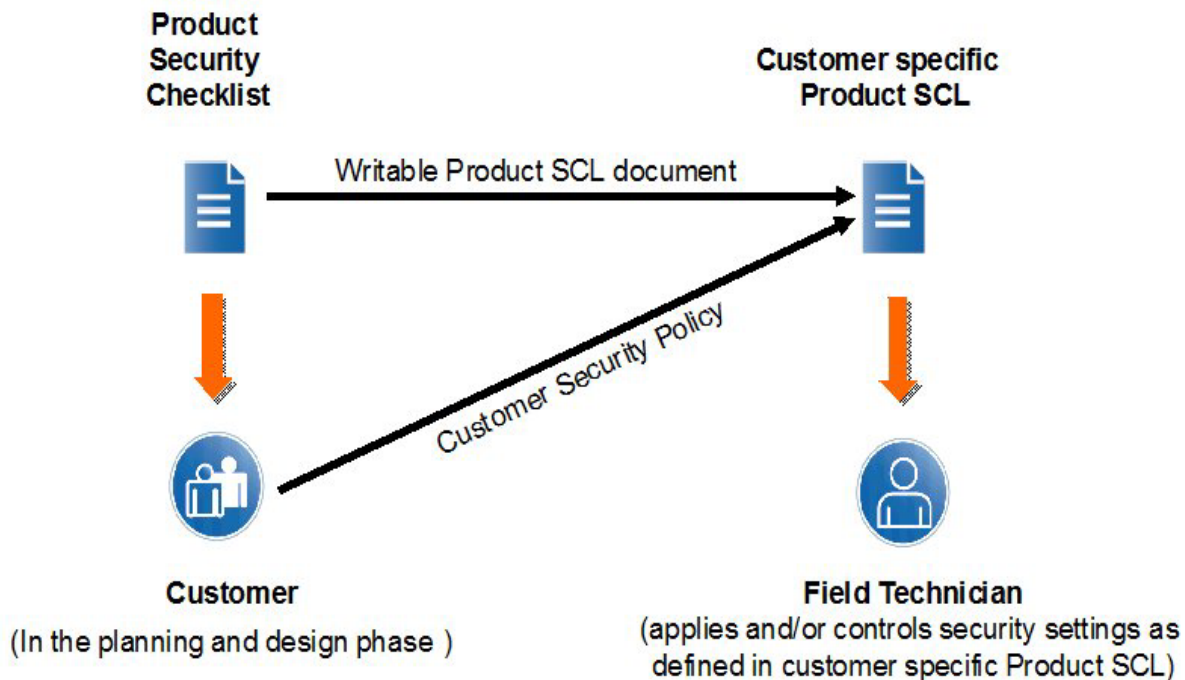 Product
Security
Checklist
Customer specific
Product SCL
Writable Product SCL document
Customer Security Policy
Customer
(In the planning and design phase )
Field Technician
(applies and/or controls security settings as
defined in customer specific Product SCL)